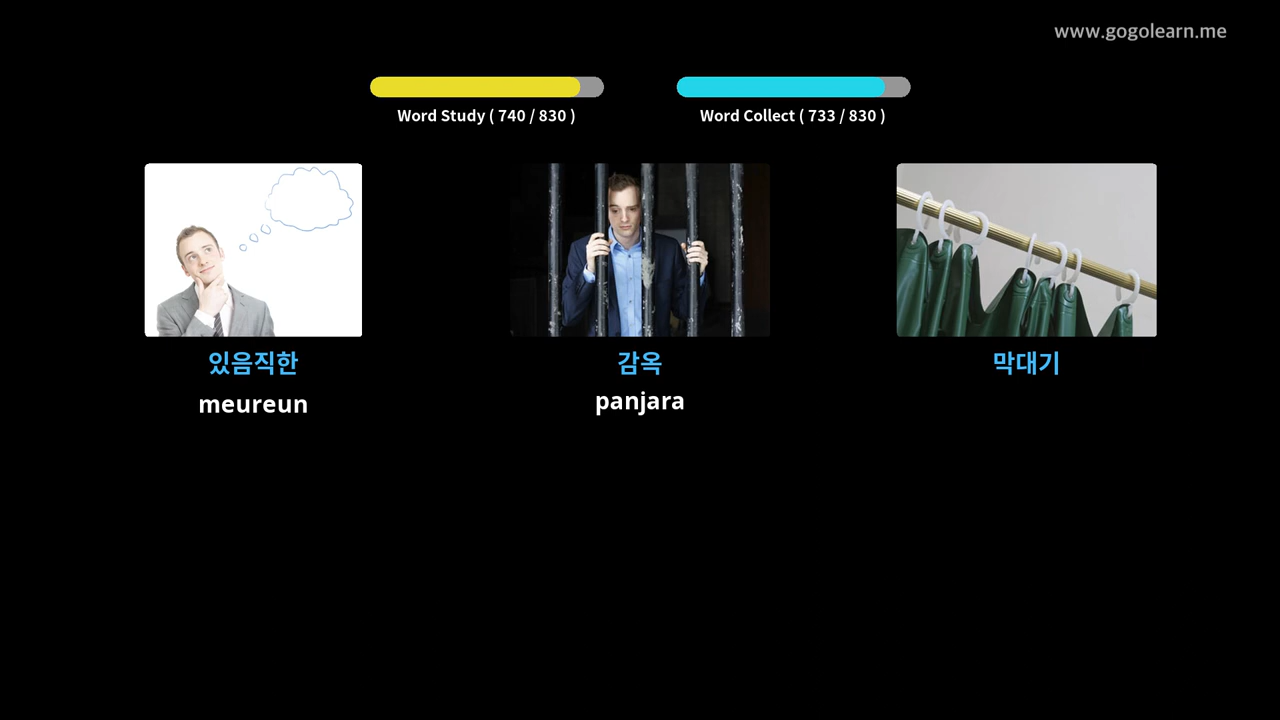 www.gogolearn.me
Word Study ( 740 / 830 )
Word Collect ( 733 / 830 )
있음직한
meureun
감옥
panjara
막대기